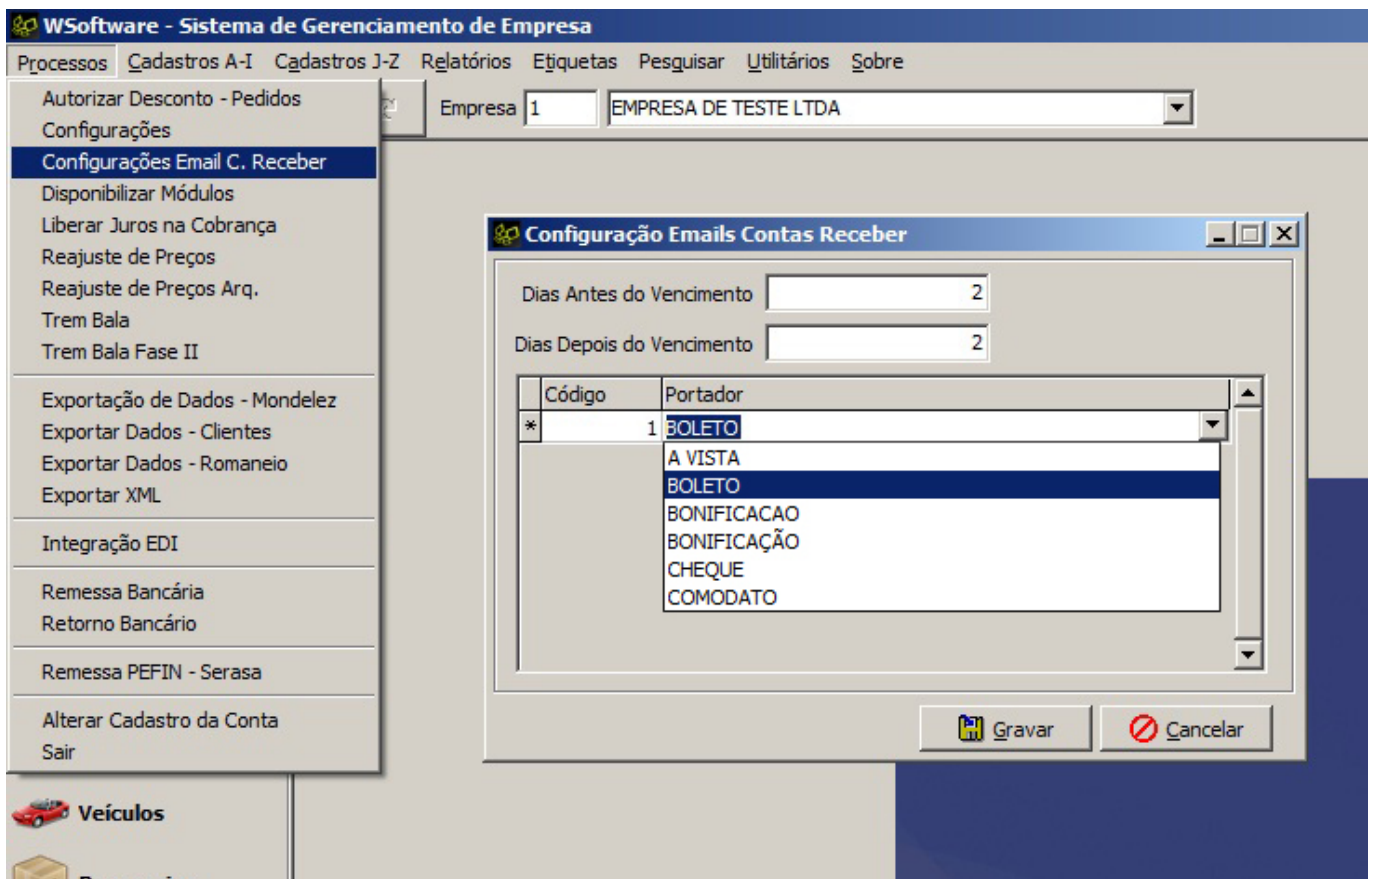 WSoftware - Sistema de Gerenciamento de Empresa
Processos Cadastros A-I Cadastros J-Z Relatórios Etiquetas Pesquisar Utilitários Sobre
Empresa 1 EMPRESA DE TESTE LTDA
Autorizar Desconto - Pedidos
Configurações
Configurações Email C. Receber
Disponibilizar Módulos
Liberar Juros na Cobrança
Reajuste de Preços
Reajuste de Preços Arq.
Trem Bala
Trem Bala Fase II
Exportação de Dados - Mondelez
Exportar Dados - Clientes
Exportar Dados - Romaneio
Exportar XML
Integração EDI
Remessa Bancária
Retorno Bancário
Remessa PEFIN - Serasa
Alterar Cadastro da Conta
Sair
Veículos
Configuração Emails Contas Receber
Dias Antes do Vencimento 2
Dias Depois do Vencimento 2
Código Portador
* 1 BOLETO
A VISTA
BOLETO
BONIFICACAO
BONIFICAÇÃO
CHEQUE
COMODATO
Gravar Cancelar